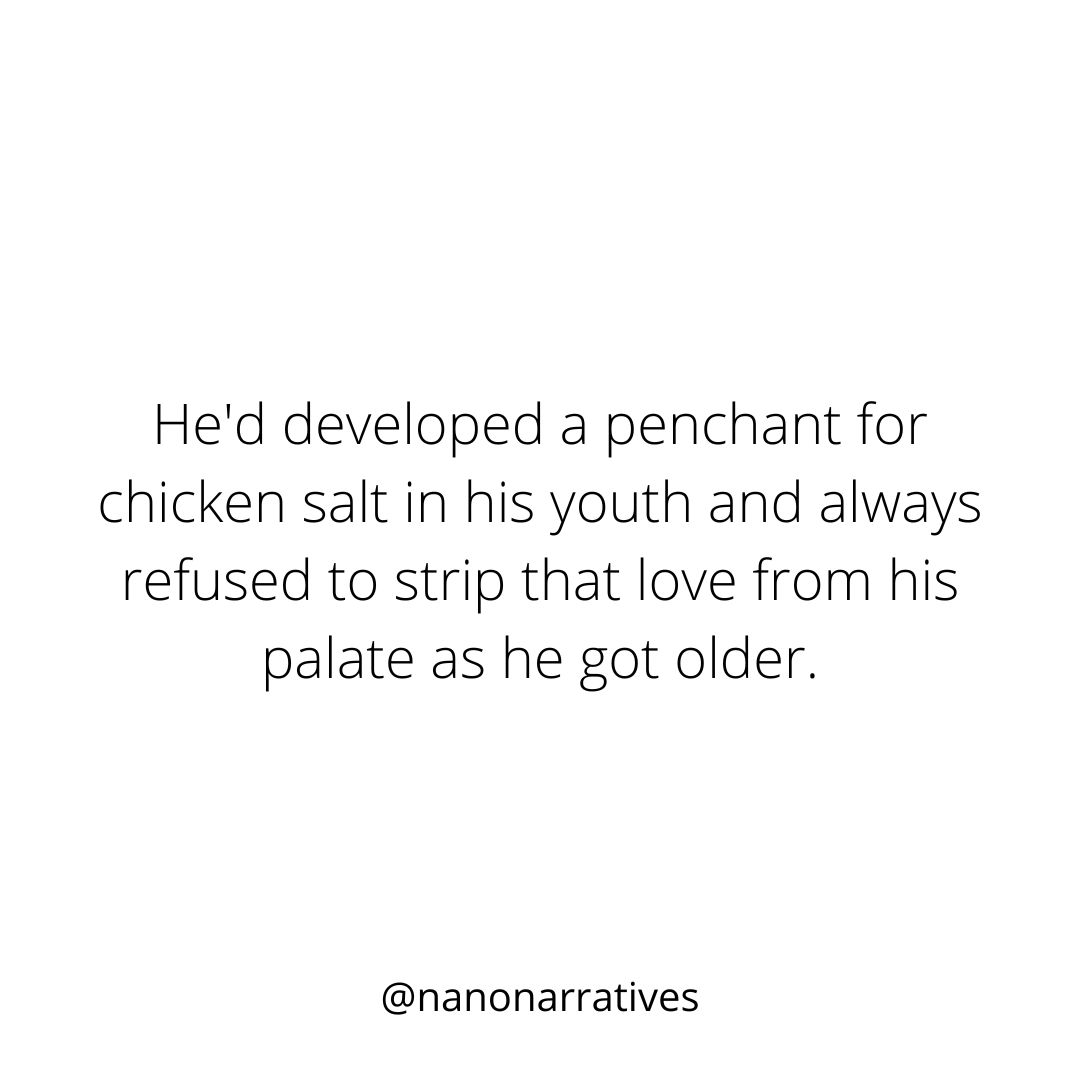 He'd developed a penchant for
chicken salt in his youth and always
refused to strip that love from his
palate as he got older.
@nanonarratives